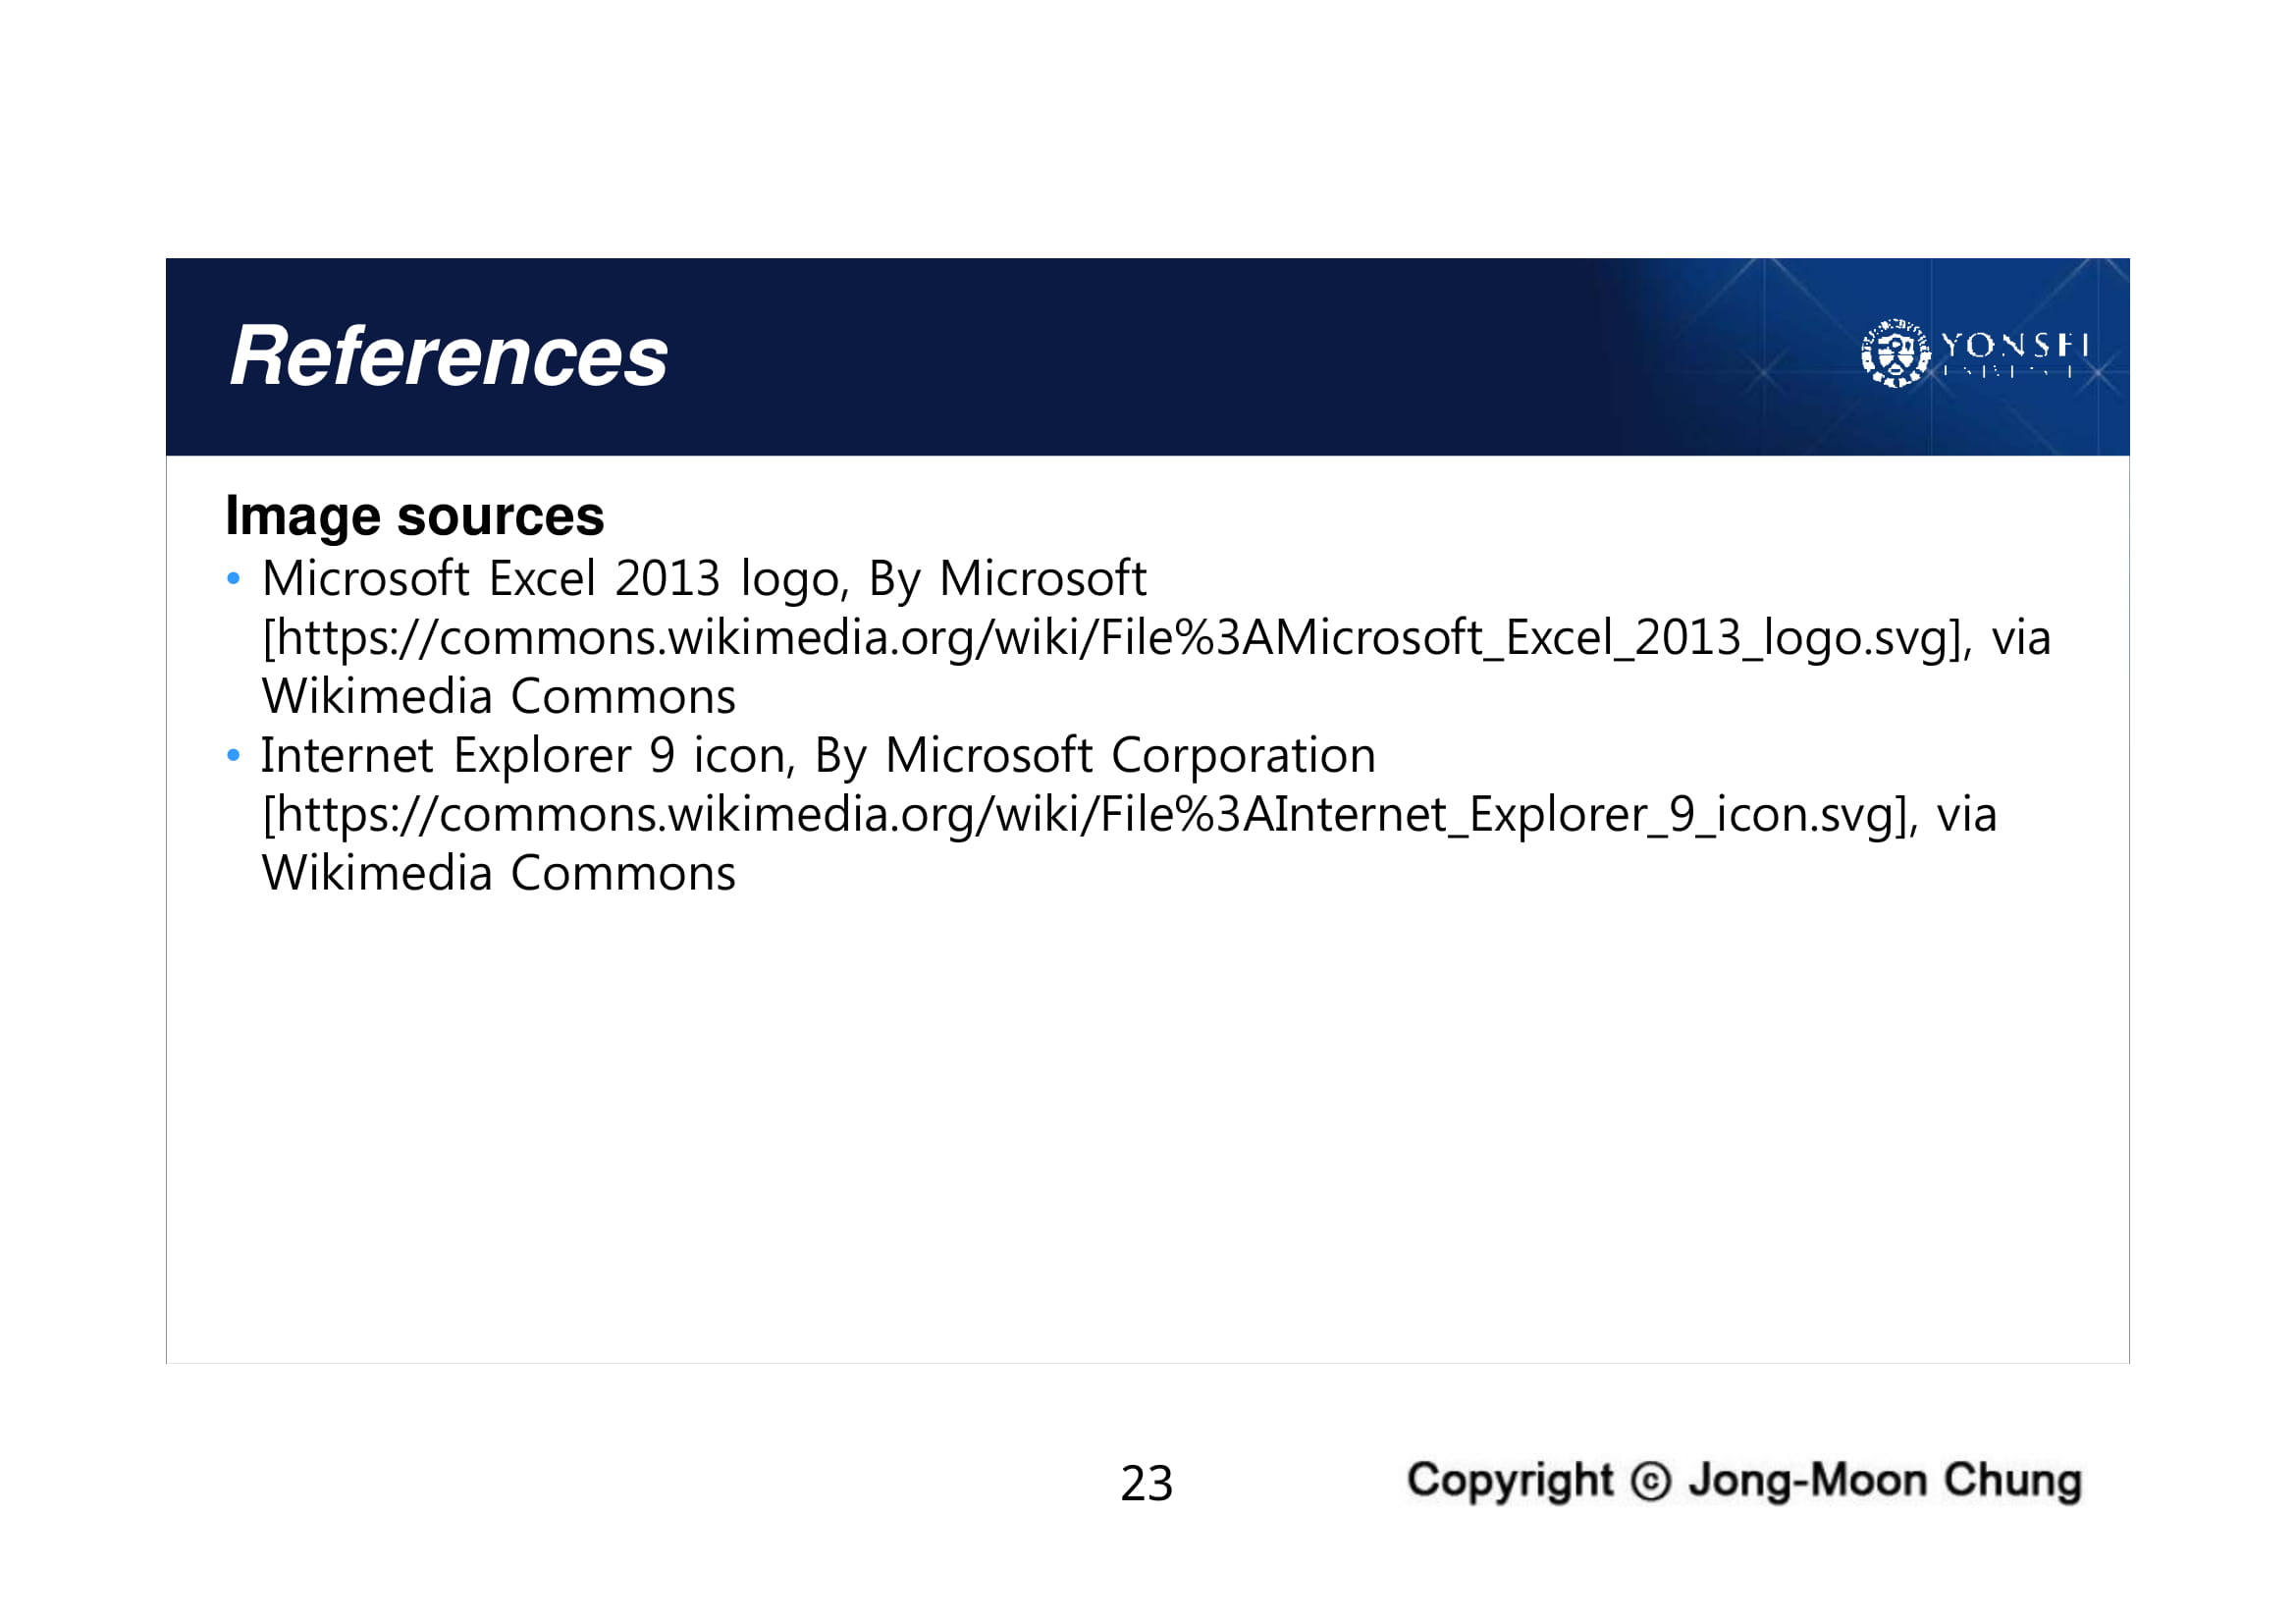 References
YONSEI
Image sources
• Microsoft Excel 2013 logo, By Microsoft
[https://commons.wikimedia.org/wiki/File%3AMicrosoft_Excel_2013_logo.svg], via
Wikimedia Commons
• Internet Explorer 9 icon, By Microsoft Corporation
[https://commons.wikimedia.org/wiki/File%3AInternet_Explorer_9_icon.svg], via
Wikimedia Commons
23
Copyright ⓒ Jong-Moon Chung